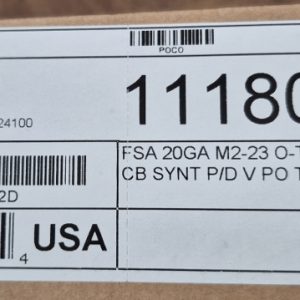 POCO
11180
24100
FSA 20GA M2-23 O-T
CB SYNT P/D V PO T
2D
4 USA